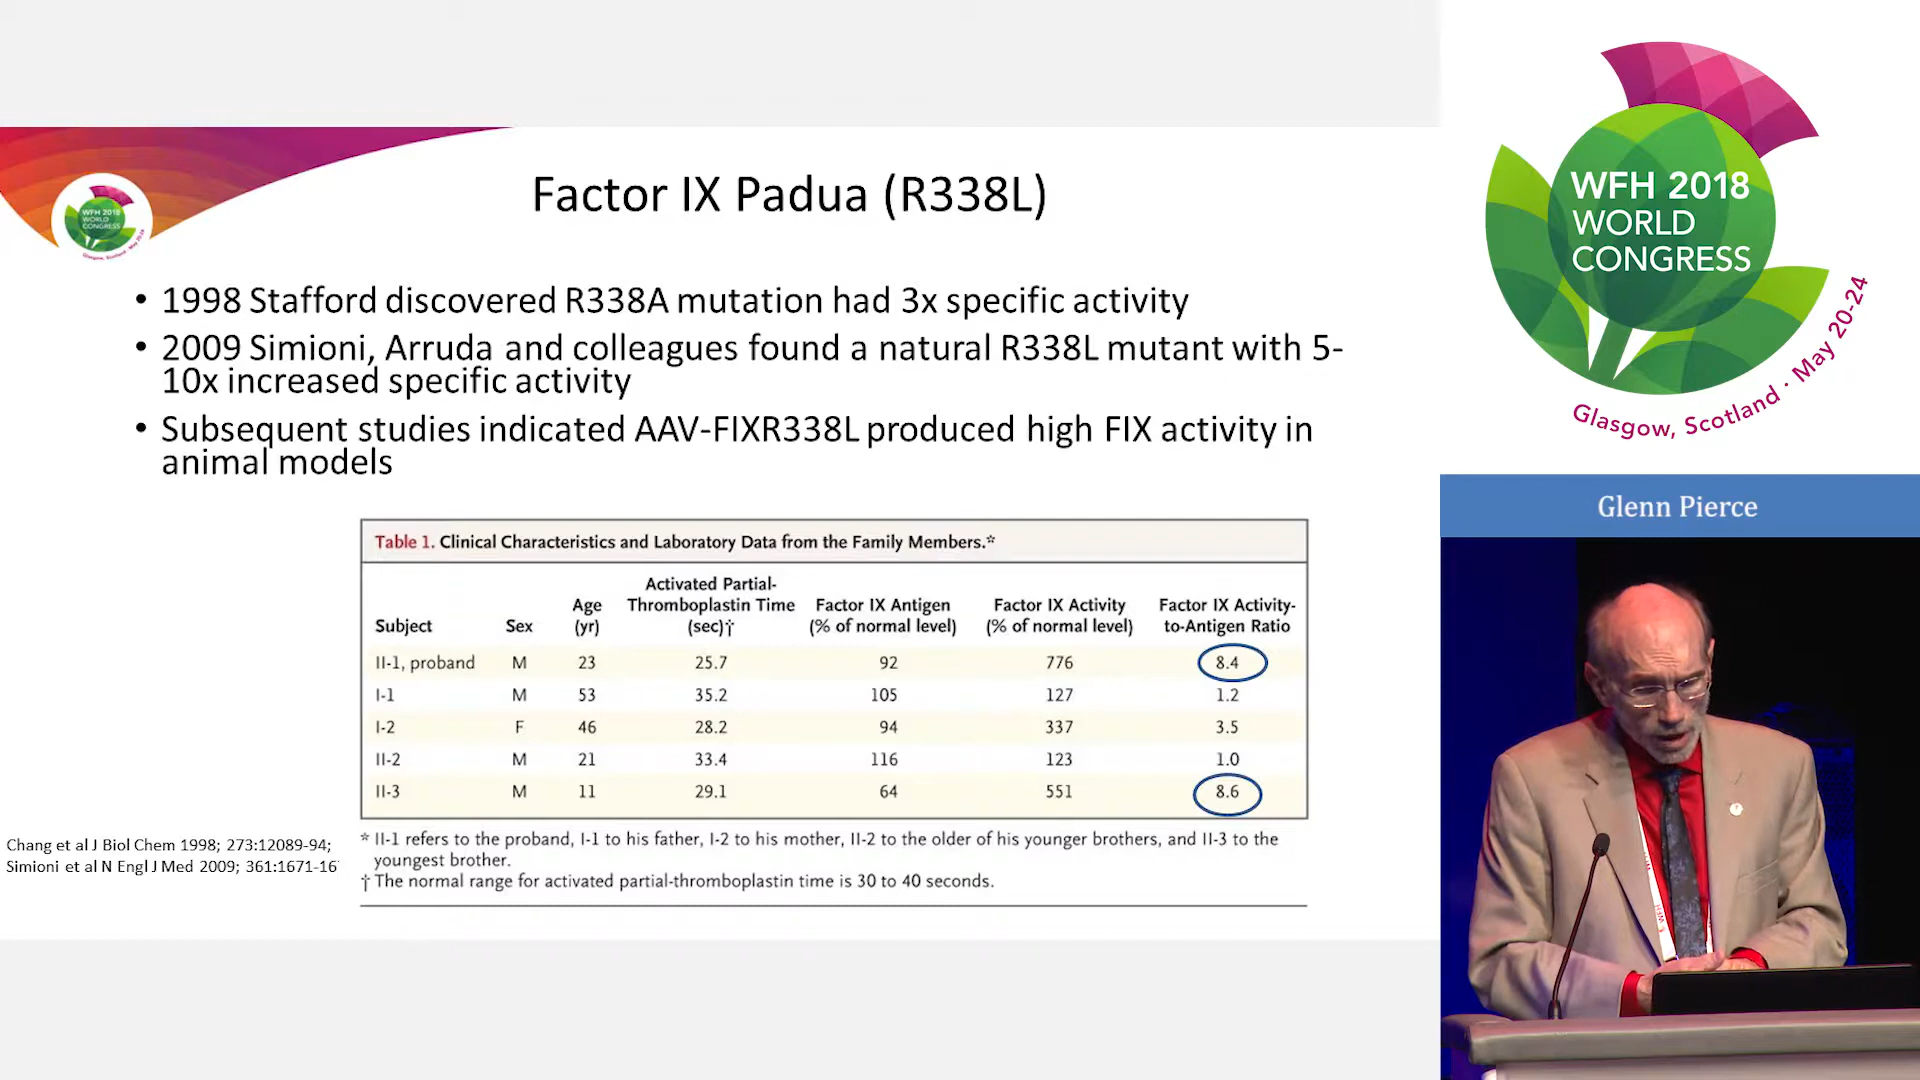 Factor IX Padua (R338L)
WFH 2018
WORLD
CONGRESS
Glasgow, Scotland · May 20-24
• 1998 Stafford discovered R338A mutation had 3x specific activity
• 2009 Simioni, Arruda and colleagues found a natural R338L mutant with 5-
10x increased specific activity
• Subsequent studies indicated AAV-FIXR338L produced high FIX activity in
animal models
Table 1. Clinical Characteristics and Laboratory Data from the Family Members.*
Subject Sex Age (yr) Activated Partial-Thromboplastin Time (sec)† Factor IX Antigen (% of normal level) Factor IX Activity (% of normal level) Factor IX Activity-to-Antigen Ratio
II-1, proband M 23 25.7 92 776 8.4
I-1 M 53 35.2 105 127 1.2
I-2 F 46 28.2 94 337 3.5
II-2 M 21 33.4 116 123 1.0
II-3 M 11 29.1 64 551 8.6
* II-1 refers to the proband, I-1 to his father, I-2 to his mother, II-2 to the older of his younger brothers, and II-3 to the
youngest brother.
† The normal range for activated partial-thromboplastin time is 30 to 40 seconds.
Chang et al J Biol Chem 1998; 273:12089-94;
Simioni et al N Engl J Med 2009; 361:1671-16
WFH 2018
WORLD
CONGRESS
Glasgow, Scotland · May 20-24
Glenn Pierce